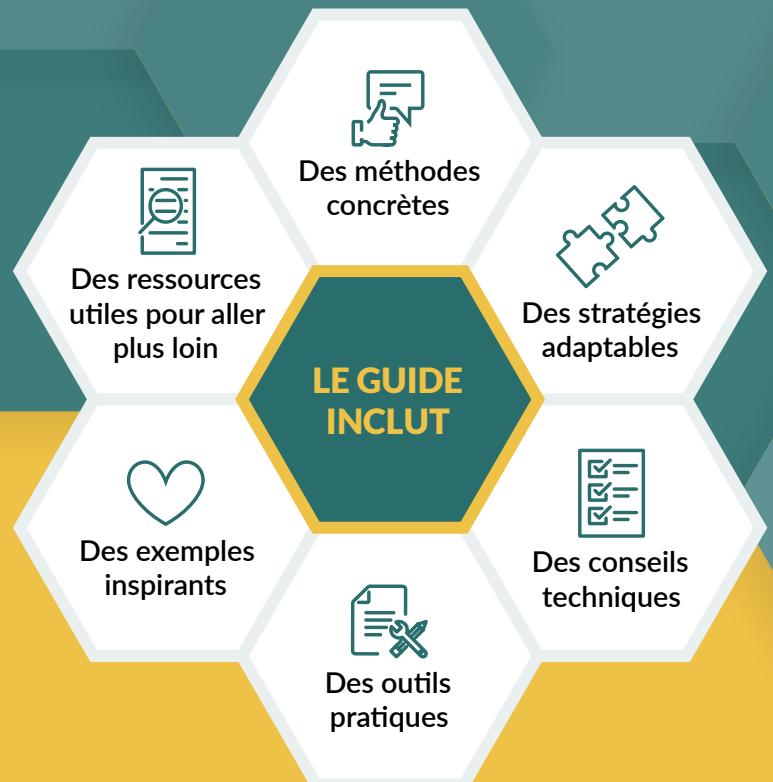 Des méthodes
concrètes
Des ressources
utiles pour aller
plus loin
Des stratégies
adaptables
LE GUIDE
INCLUT
Des exemples
inspirants
Des conseils
techniques
Des outils
pratiques